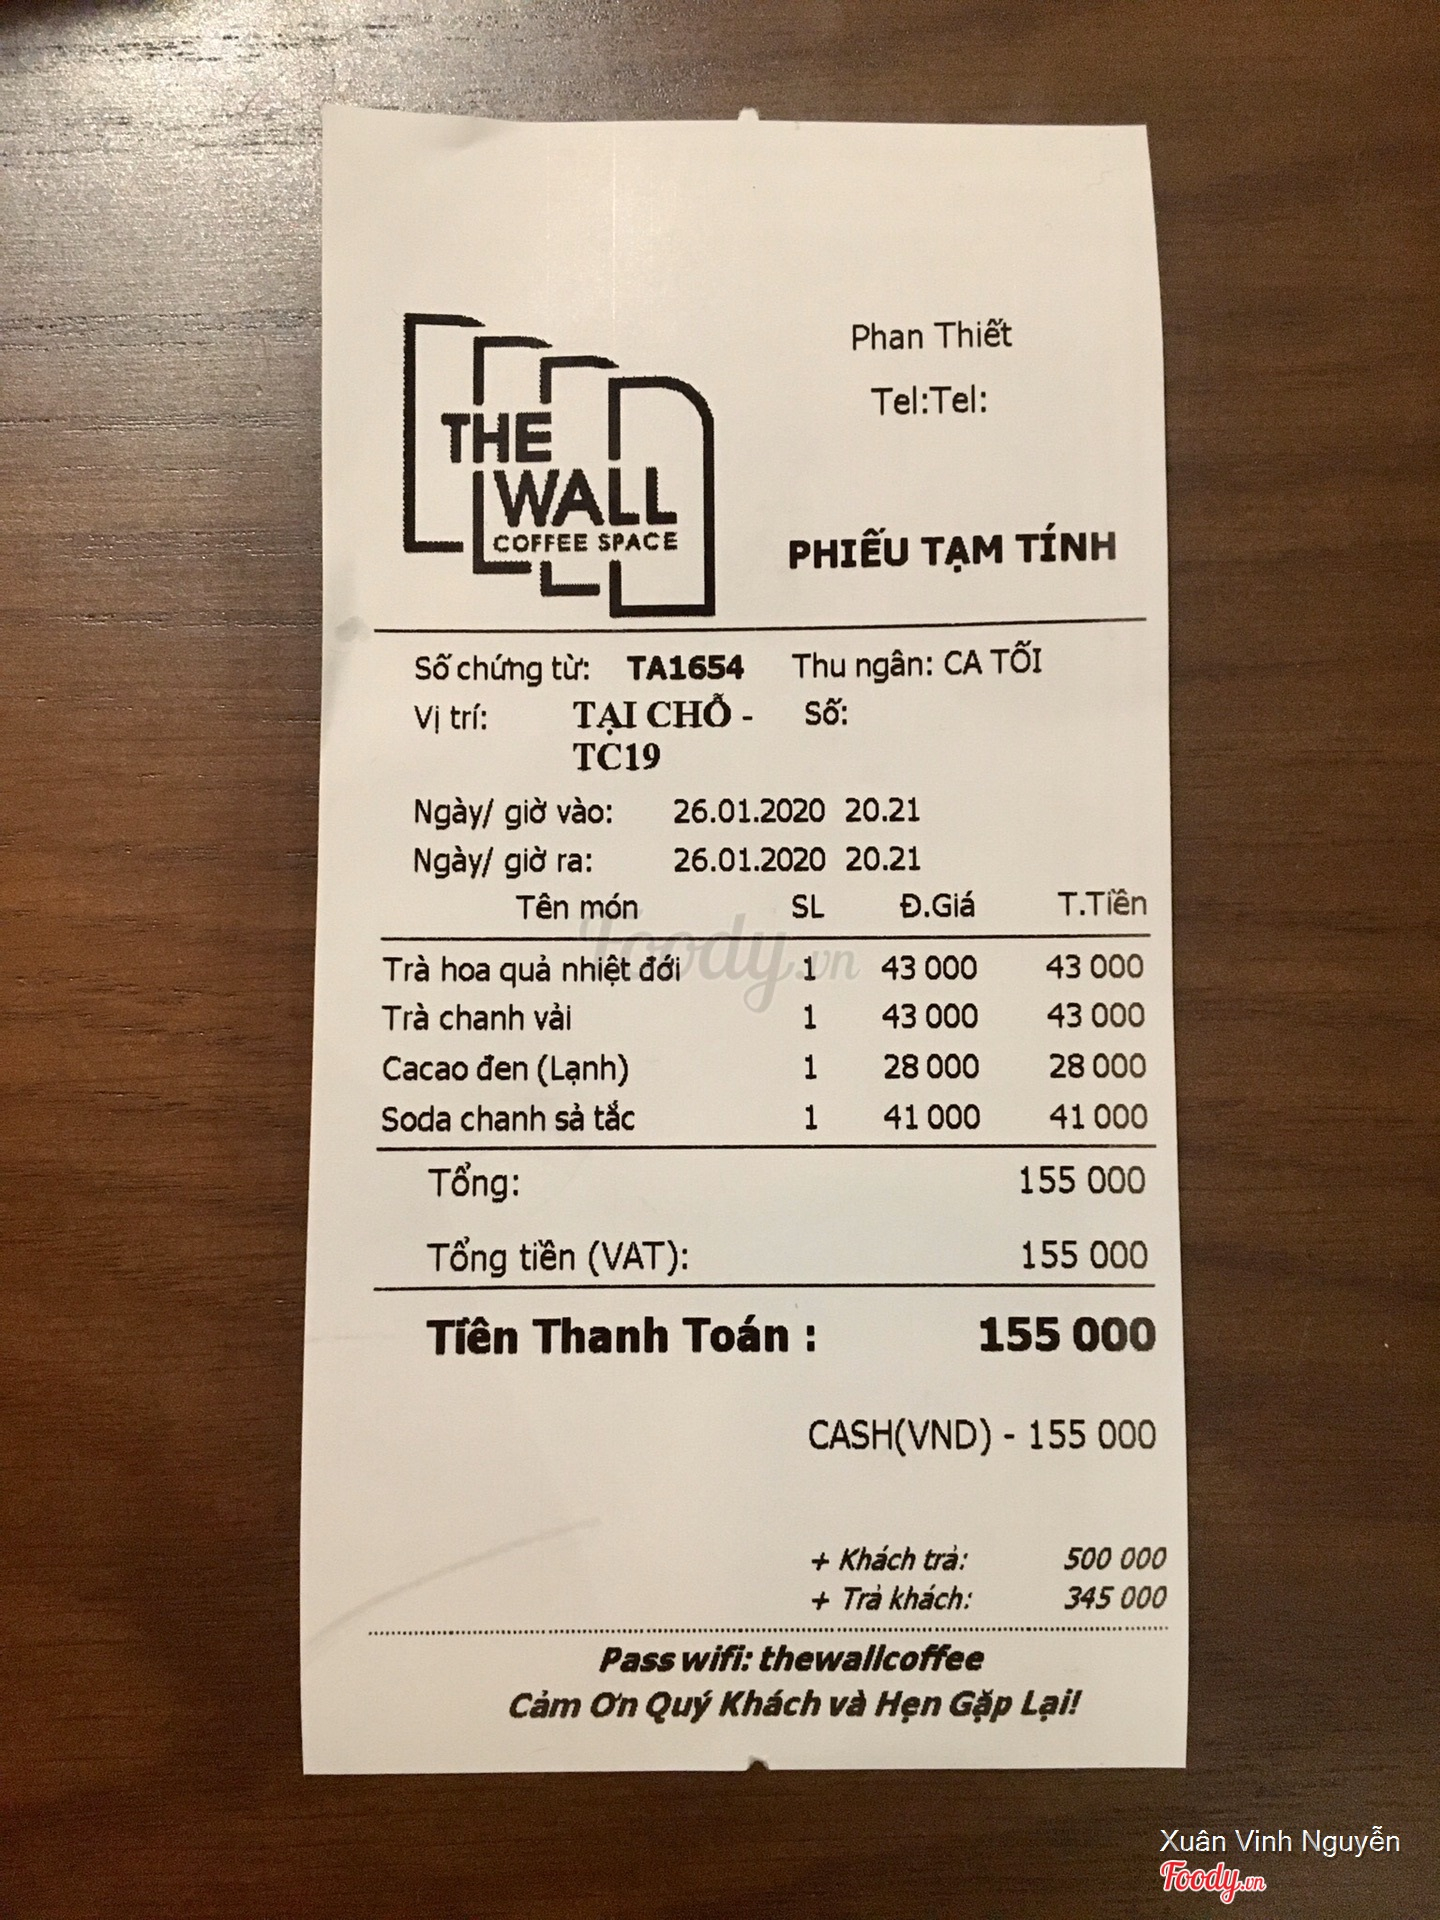 THE
WALL
COFFEE SPACE
Phan Thiết
Tel:Tel:
PHIẾU TẠM TÍNH
Số chứng từ: TA1654 Thu ngân: CA TỐI
Vị trí: TẠI CHỖ - TC19 Số:
Ngày/ giờ vào: 26.01.2020 20.21
Ngày/ giờ ra: 26.01.2020 20.21
Tên món SL Đ.Giá T.Tiền
Trà hoa quả nhiệt đới 1 43 000 43 000
Trà chanh vải 1 43 000 43 000
Cacao đen (Lạnh) 1 28 000 28 000
Soda chanh sả tắc 1 41 000 41 000
Tổng: 155 000
Tổng tiền (VAT): 155 000
Tiền Thanh Toán : 155 000
CASH(VND) - 155 000
+ Khách trả: 500 000
+ Trả khách: 345 000
Pass wifi: thewallcoffee
Cảm Ơn Quý Khách và Hẹn Gặp Lại!
Foody.vn
Xuân Vinh Nguyễn
Foody.vn